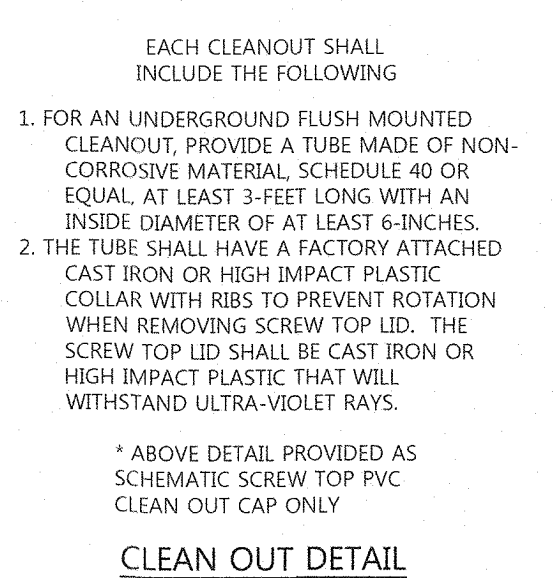 EACH CLEANOUT SHALL
INCLUDE THE FOLLOWING
1. FOR AN UNDERGROUND FLUSH MOUNTED
CLEANOUT, PROVIDE A TUBE MADE OF NON-
CORROSIVE MATERIAL, SCHEDULE 40 OR
EQUAL, AT LEAST 3-FEET LONG WITH AN
INSIDE DIAMETER OF AT LEAST 6-INCHES.
2. THE TUBE SHALL HAVE A FACTORY ATTACHED
CAST IRON OR HIGH IMPACT PLASTIC
COLLAR WITH RIBS TO PREVENT ROTATION
WHEN REMOVING SCREW TOP LID. THE
SCREW TOP LID SHALL BE CAST IRON OR
HIGH IMPACT PLASTIC THAT WILL
WITHSTAND ULTRA-VIOLET RAYS.
* ABOVE DETAIL PROVIDED AS
SCHEMATIC SCREW TOP PVC
CLEAN OUT CAP ONLY
CLEAN OUT DETAIL